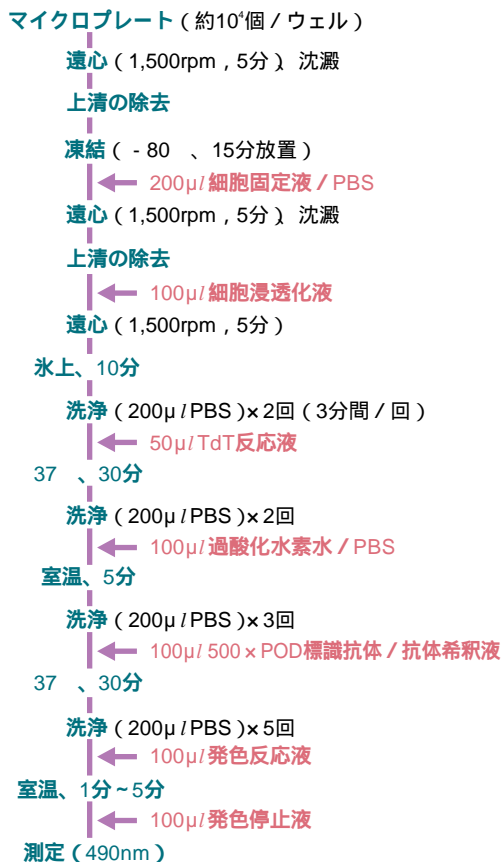 マイクロプレート(約10⁴個/ウェル)
遠心(1,500rpm,5分)、沈澱
上清の除去
凍結(-80 、15分放置)
200μl 細胞固定液/PBS
遠心(1,500rpm,5分)、沈澱
上清の除去
100μl 細胞浸透化液
遠心(1,500rpm,5分)
氷上、10分
洗浄(200μl PBS)×2回(3分間/回)
50μl TdT反応液
37 、30分
洗浄(200μl PBS)×2回
100μl 過酸化水素水/PBS
室温、5分
洗浄(200μl PBS)×3回
100μl 500×POD標識抗体/抗体希釈液
37 、30分
洗浄(200μl PBS)×5回
100μl 発色反応液
室温、1分~5分
100μl 発色停止液
測定(490nm)